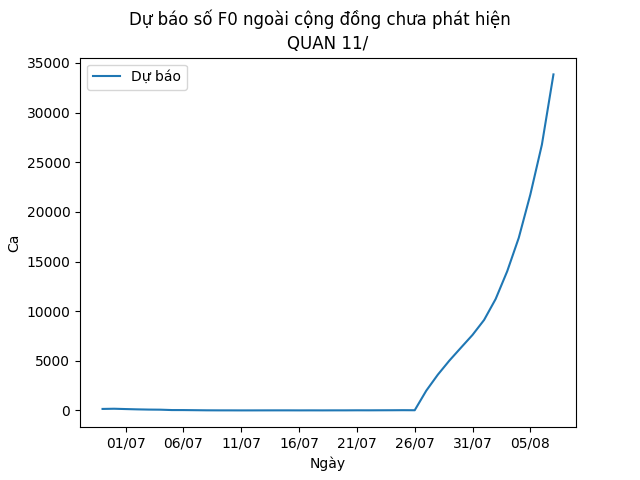 Dự báo số F0 ngoài cộng đồng chưa phát hiện
QUAN 11/
Dự báo
35000
30000
25000
20000
15000
10000
5000
0
Ca
01/07 06/07 11/07 16/07 21/07 26/07 31/07 05/08
Ngày